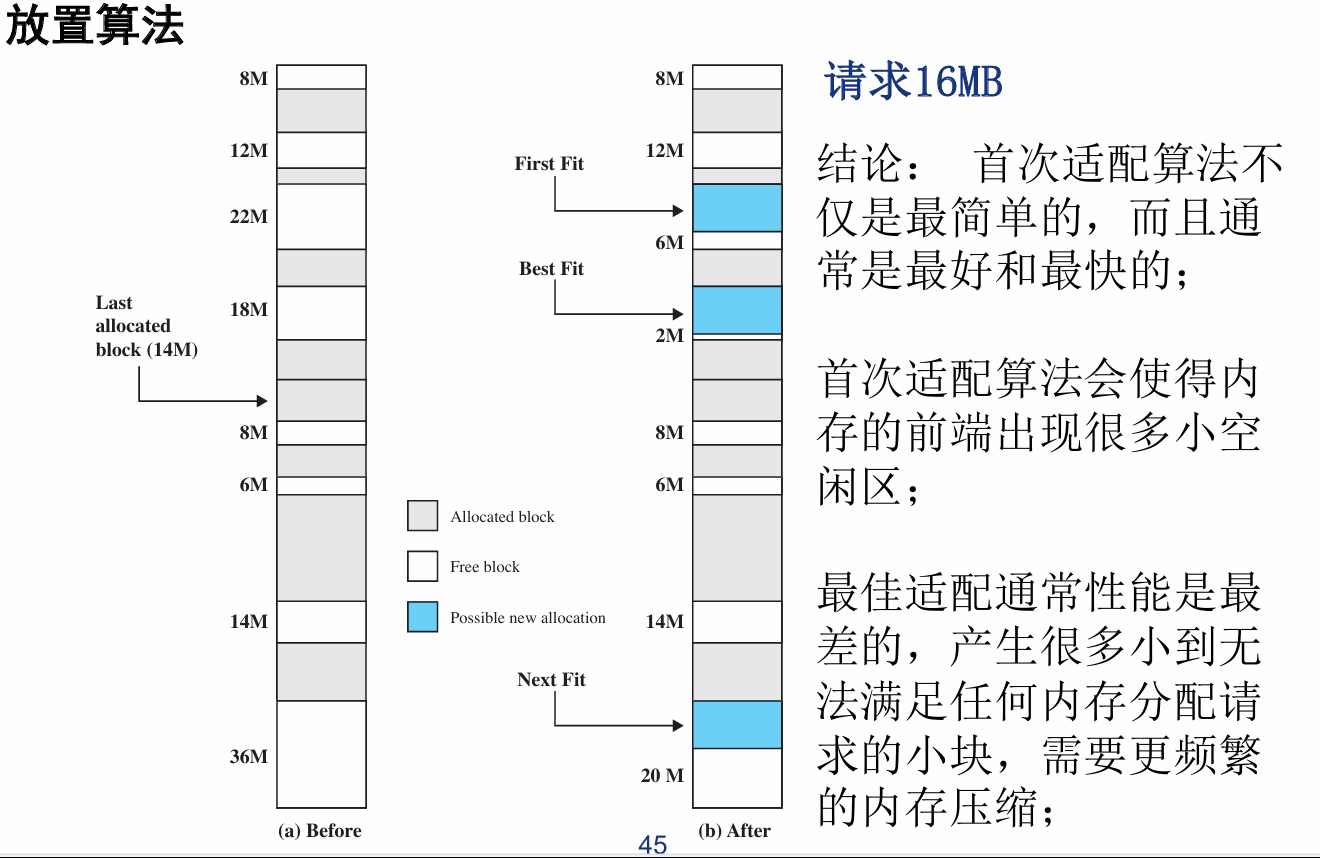 放置算法
8M
12M
22M
18M
Last
allocated
block (14M)
8M
6M
14M
36M
(a) Before
Allocated block
Free block
Possible new allocation
8M
First Fit
12M
6M
Best Fit
2M
8M
6M
14M
Next Fit
20 M
(b) After
请求16MB
结论： 首次适配算法不
仅是最简单的，而且通
常是最好和最快的；
首次适配算法会使得内
存的前端出现很多小空
闲区；
最佳适配通常性能是最
差的，产生很多小到无
法满足任何内存分配请
求的小块，需要更频繁
的内存压缩；
45